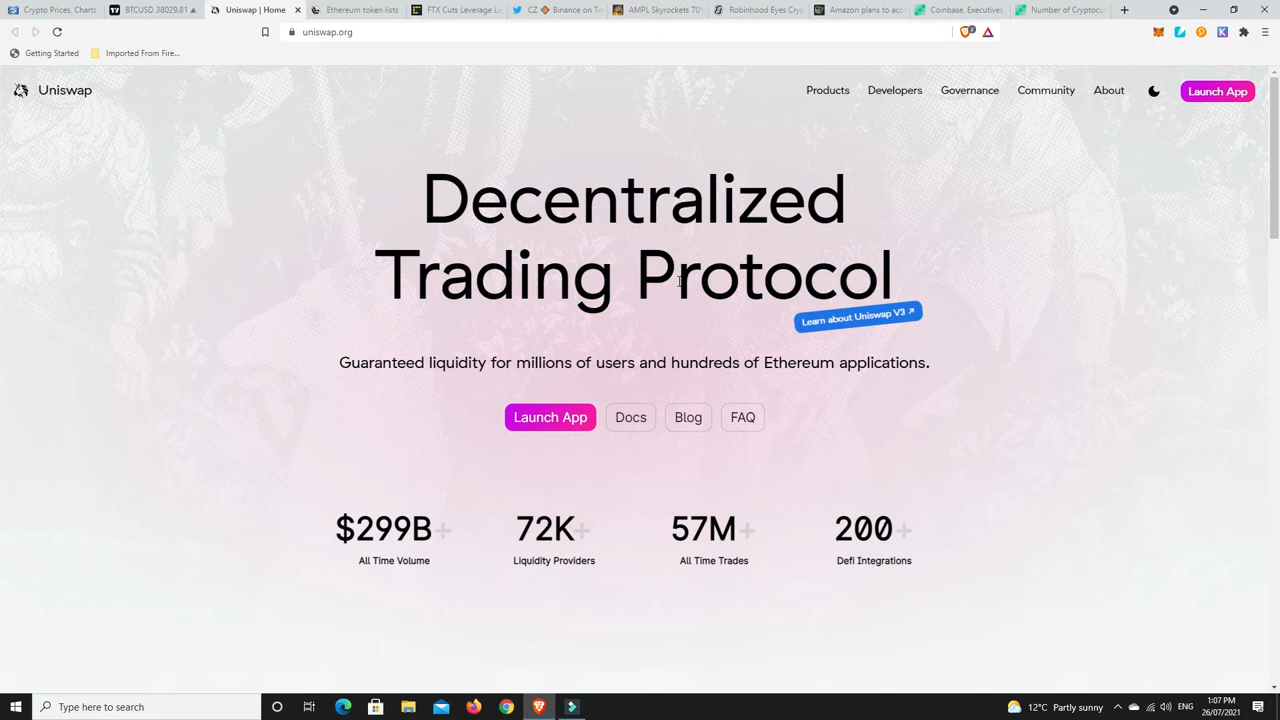 Crypto Prices, Charts
BTCUSD 38029.81 ▲
Uniswap | Home
Ethereum token lists
FTX Cuts Leverage Li
CZ 🔶 Binance on Tw
AMPL Skyrockets 70%
Robinhood Eyes Cryp
Amazon plans to acc
Coinbase, Executives
Number of Cryptocu
uniswap.org
Getting Started
Imported From Fire...
Uniswap
Products
Developers
Governance
Community
About
Launch App
Decentralized
Trading Protocol
Learn about Uniswap V3 ↗
Guaranteed liquidity for millions of users and hundreds of Ethereum applications.
Launch App
Docs
Blog
FAQ
$299B+
72K+
57M+
200+
All Time Volume
Liquidity Providers
All Time Trades
Defi Integrations
Type here to search
12°C Partly sunny
ENG
1:07 PM
26/07/2021